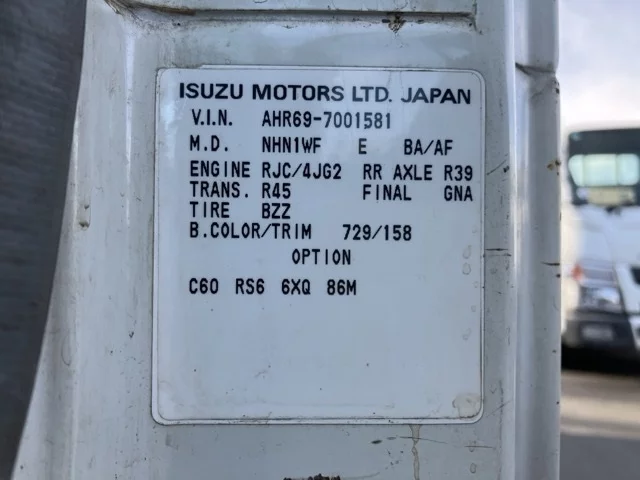 ISUZU MOTORS LTD. JAPAN
V.I.N. AHR69-7001581
M.D. NHN1WF E BA/AF
ENGINE RJC/4JG2 RR AXLE R39
TRANS. R45 FINAL GNA
TIRE BZZ
B.COLOR/TRIM 729/158
OPTION
C60 RS6 6XQ 86M